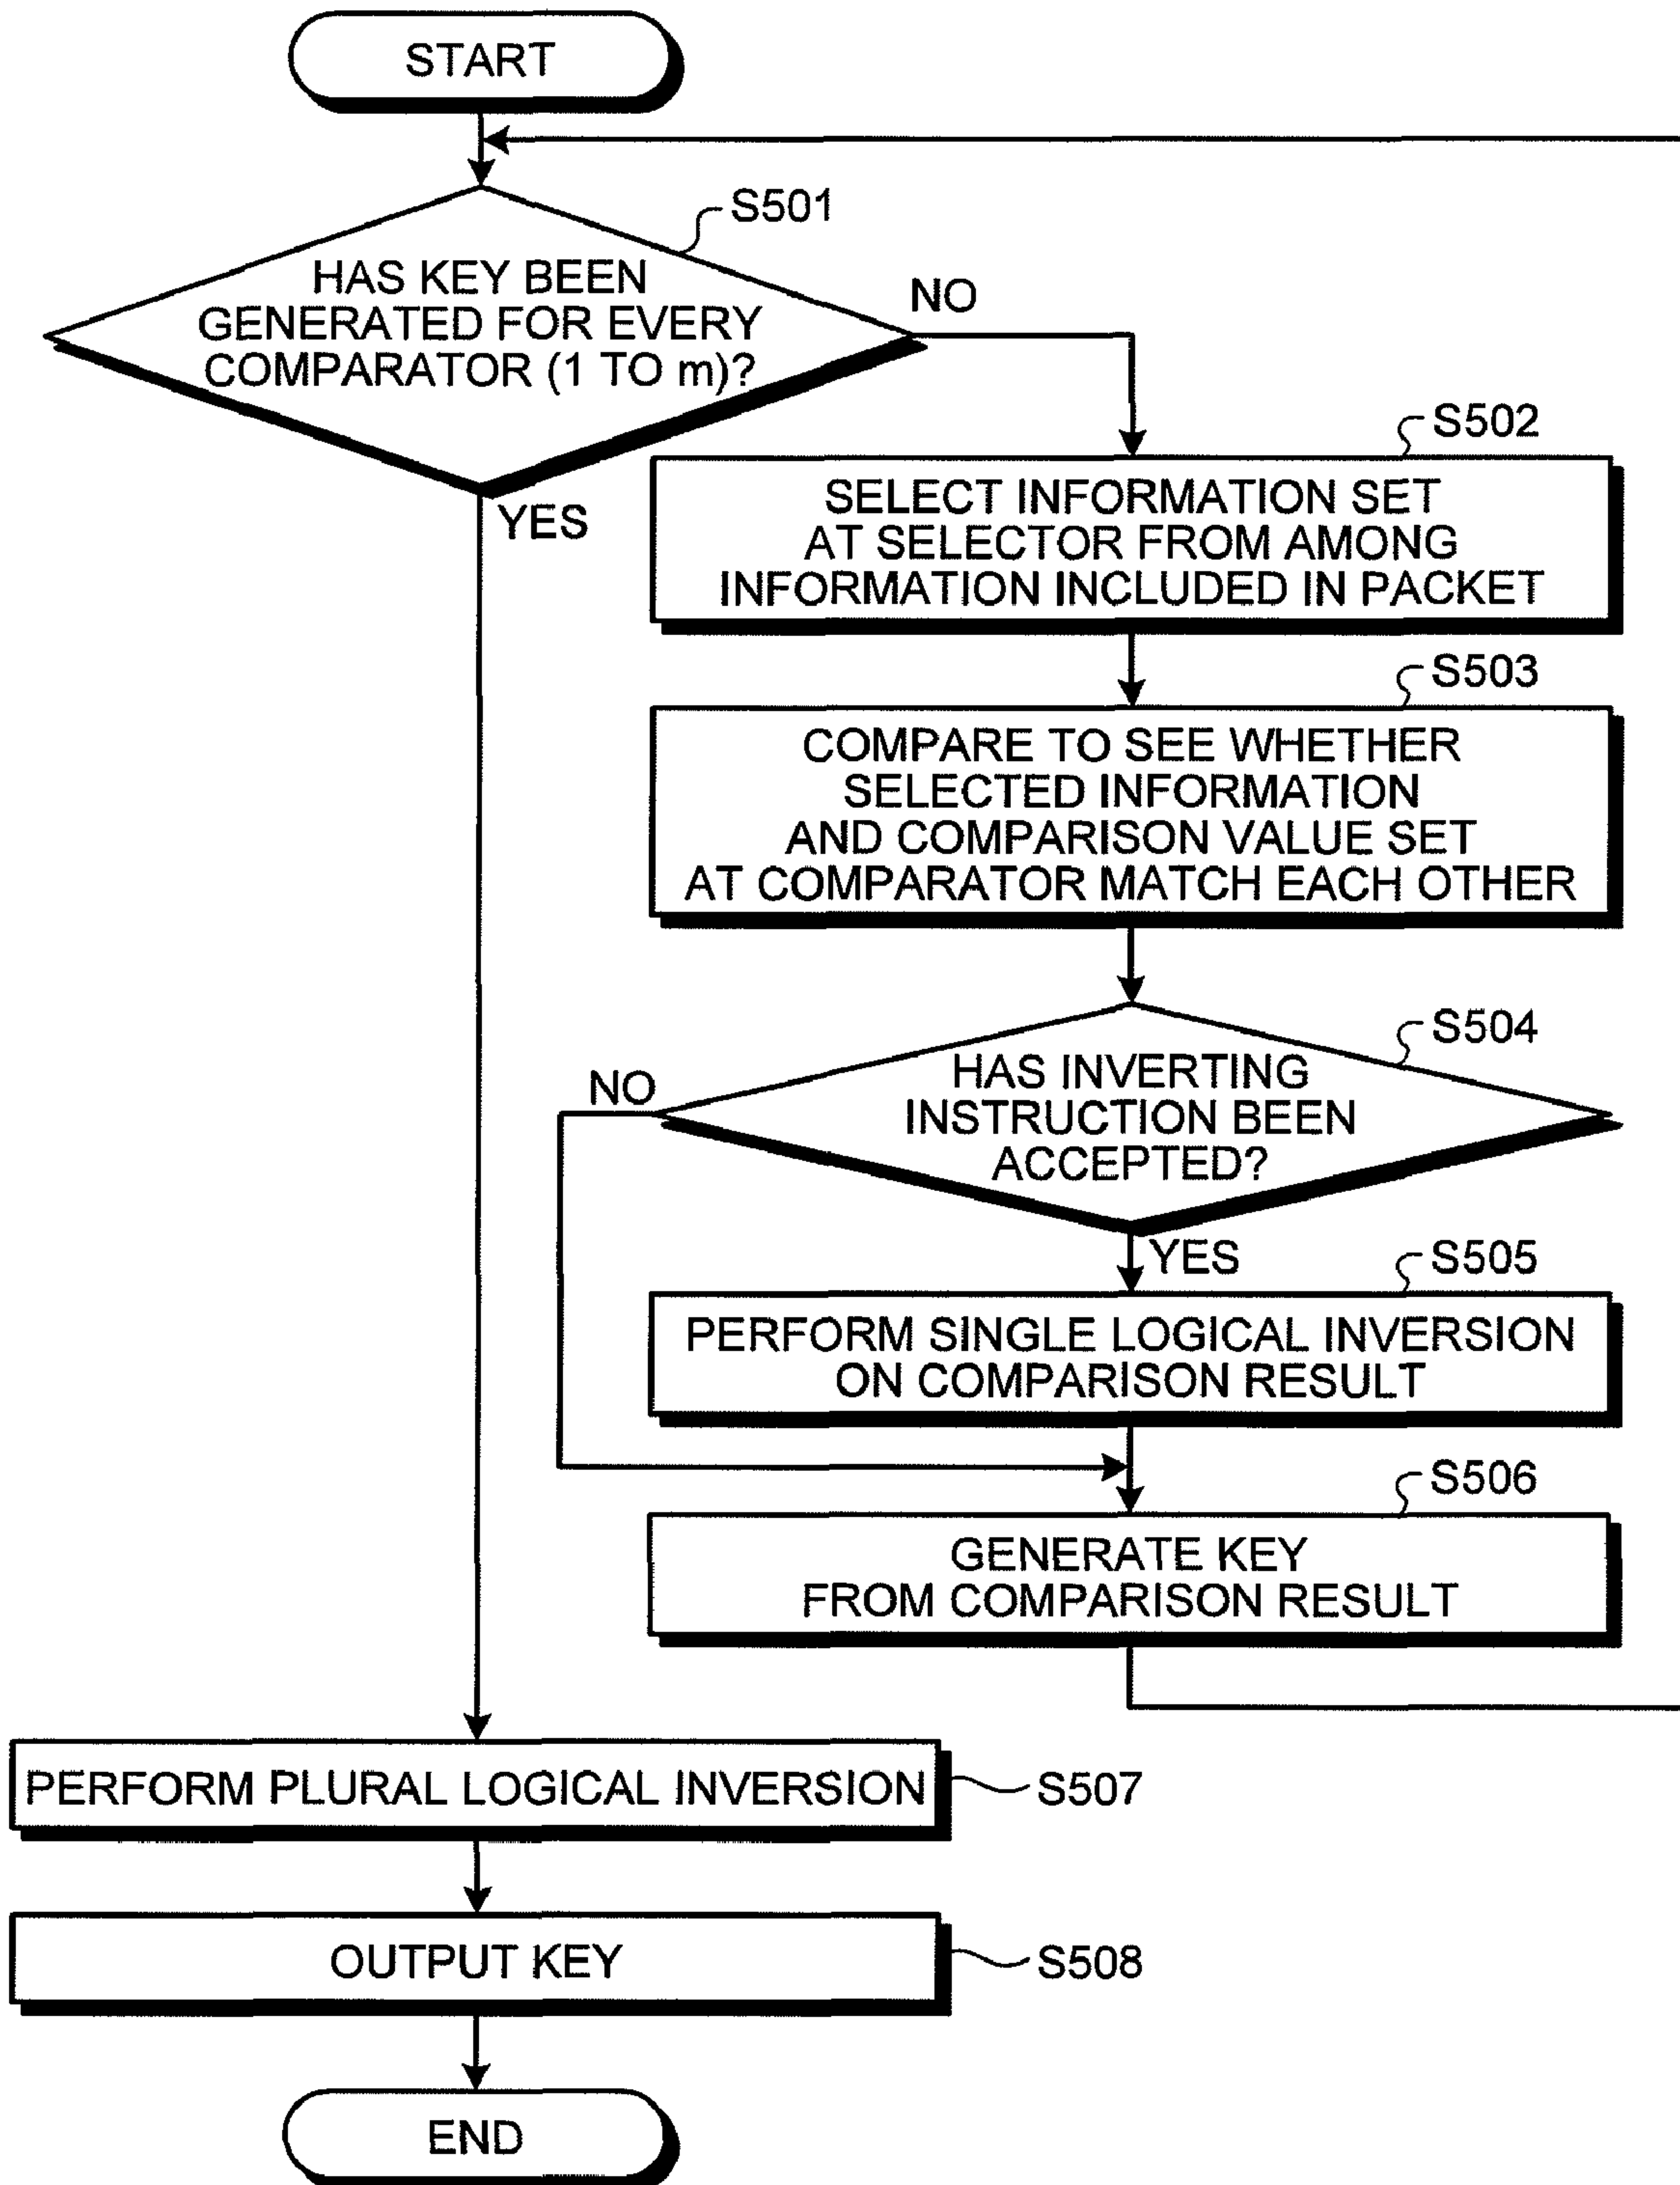 START
S501
HAS KEY BEEN
GENERATED FOR EVERY
COMPARATOR (1 TO m)?
NO
YES
S502
SELECT INFORMATION SET
AT SELECTOR FROM AMONG
INFORMATION INCLUDED IN PACKET
S503
COMPARE TO SEE WHETHER
SELECTED INFORMATION
AND COMPARISON VALUE SET
AT COMPARATOR MATCH EACH OTHER
S504
HAS INVERTING
INSTRUCTION BEEN
ACCEPTED?
NO
YES
S505
PERFORM SINGLE LOGICAL INVERSION
ON COMPARISON RESULT
S506
GENERATE KEY
FROM COMPARISON RESULT
PERFORM PLURAL LOGICAL INVERSION
S507
OUTPUT KEY
S508
END